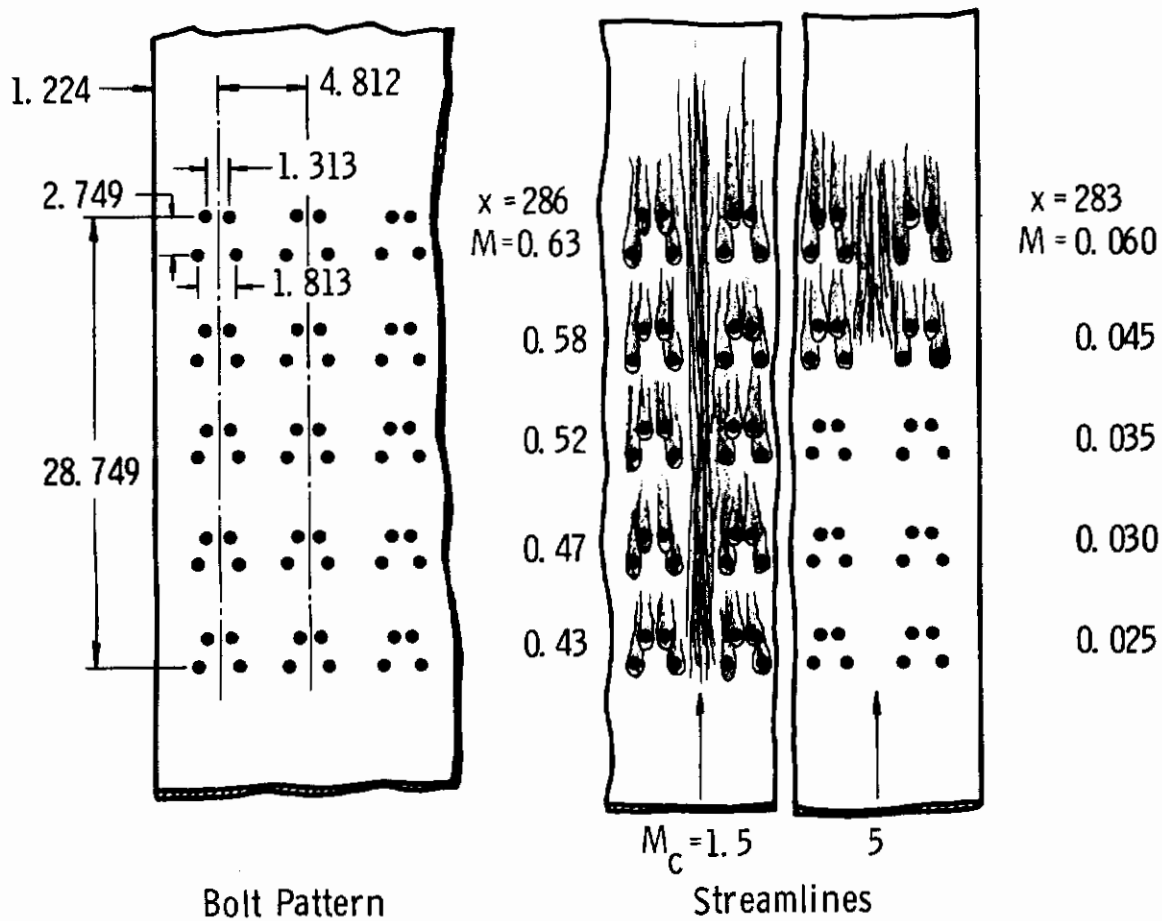 1. 224
4. 812
1. 313
2. 749
1. 813
28. 749
Bolt Pattern
x = 286
M = 0. 63
0. 58
0. 52
0. 47
0. 43
x = 283
M = 0. 060
0. 045
0. 035
0. 030
0. 025
M_C = 1. 5
5
Streamlines